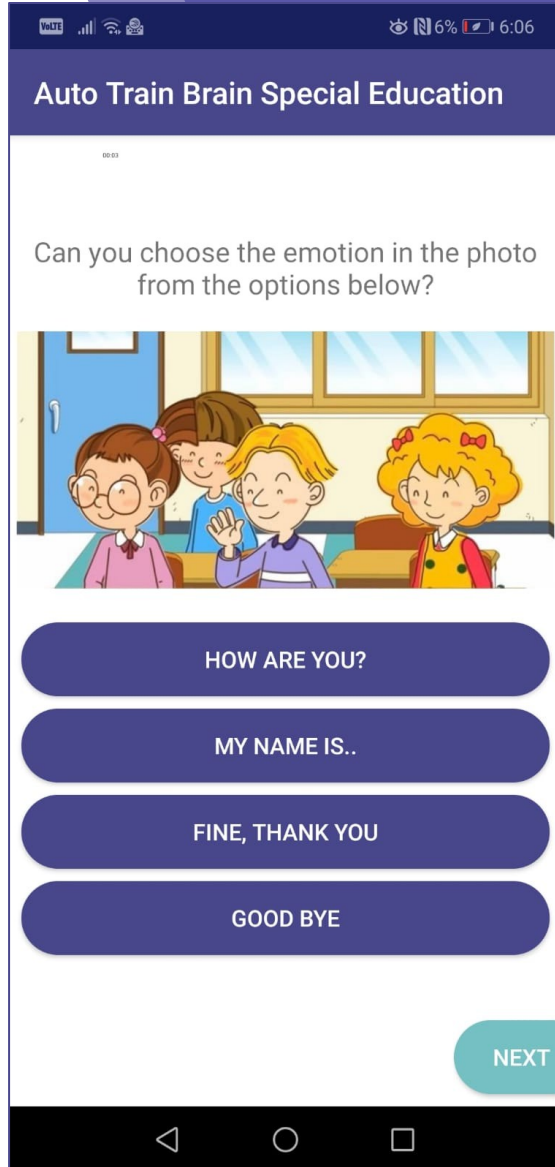 VoLTE 6% 6:06
Auto Train Brain Special Education
00:03
Can you choose the emotion in the photo
from the options below?
HOW ARE YOU?
MY NAME IS..
FINE, THANK YOU
GOOD BYE
NEXT